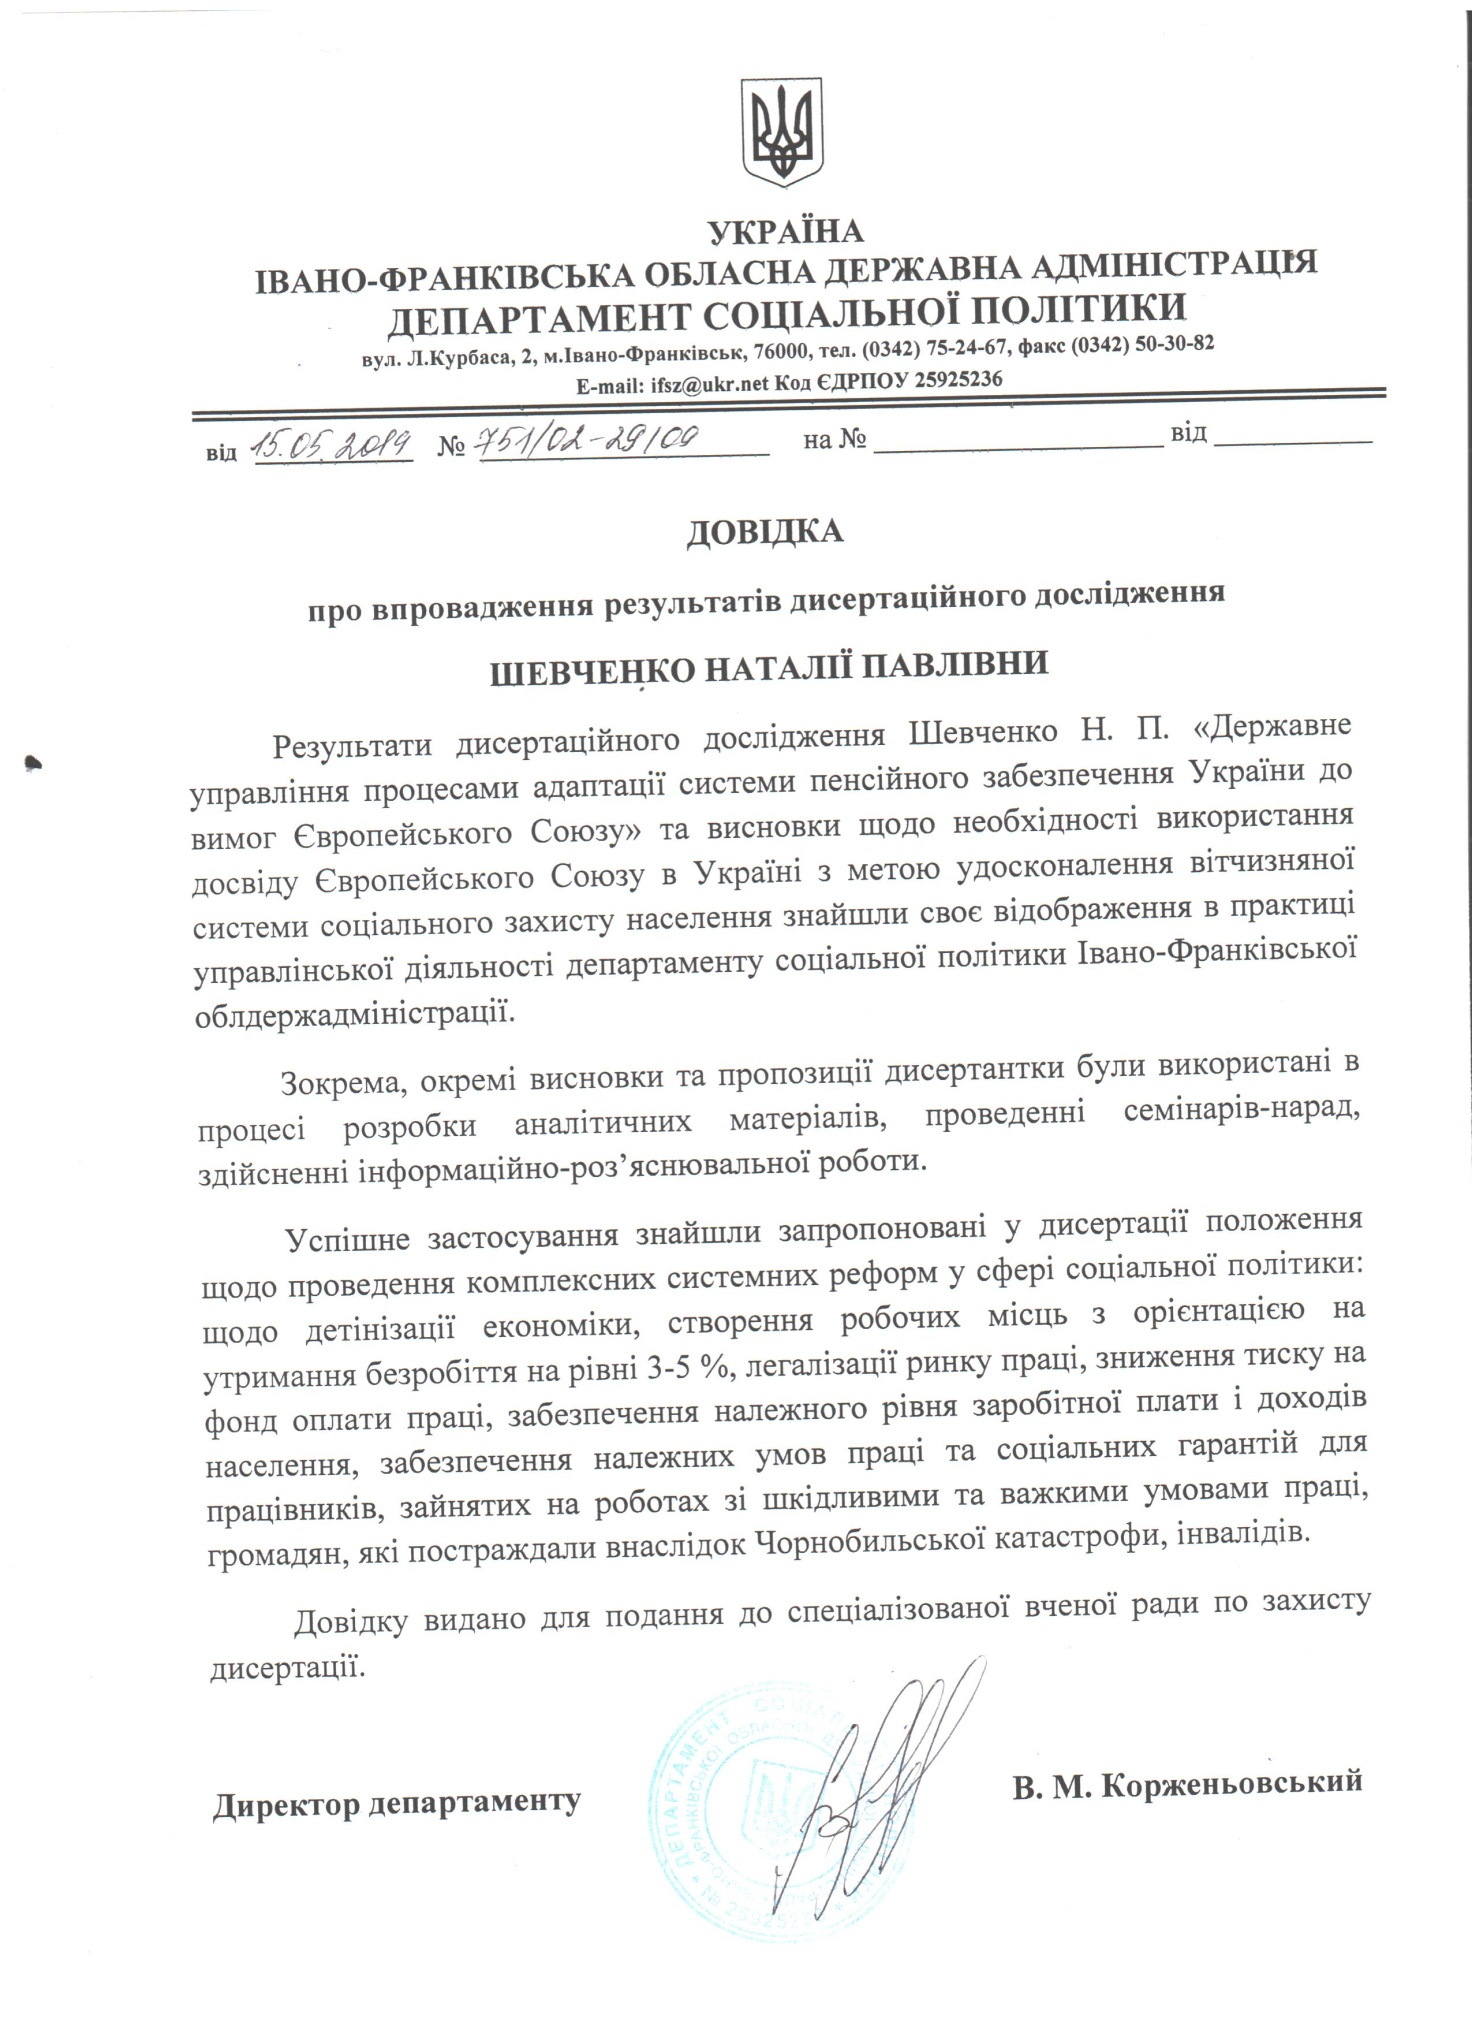 УКРАЇНА
ІВАНО-ФРАНКІВСЬКА ОБЛАСНА ДЕРЖАВНА АДМІНІСТРАЦІЯ
ДЕПАРТАМЕНТ СОЦІАЛЬНОЇ ПОЛІТИКИ
вул. Л.Курбаса, 2, м.Івано-Франківськ, 76000, тел. (0342) 75-24-67, факс (0342) 50-30-82
E-mail: ifsz@ukr.net Код ЄДРПОУ 25925236
від 15.05.2019 № 751/02-29/09 на № ____________ від ____________
ДОВІДКА
про впровадження результатів дисертаційного дослідження
ШЕВЧЕНКО НАТАЛІЇ ПАВЛІВНИ
Результати дисертаційного дослідження Шевченко Н. П. «Державне
управління процесами адаптації системи пенсійного забезпечення України до
вимог Європейського Союзу» та висновки щодо необхідності використання
досвіду Європейського Союзу в Україні з метою удосконалення вітчизняної
системи соціального захисту населення знайшли своє відображення в практиці
управлінської діяльності департаменту соціальної політики Івано-Франківської
облдержадміністрації.
Зокрема, окремі висновки та пропозиції дисертантки були використані в
процесі розробки аналітичних матеріалів, проведенні семінарів-нарад,
здійсненні інформаційно-роз’яснювальної роботи.
Успішне застосування знайшли запропоновані у дисертації положення
щодо проведення комплексних системних реформ у сфері соціальної політики:
щодо детінізації економіки, створення робочих місць з орієнтацією на
утримання безробіття на рівні 3-5 %, легалізації ринку праці, зниження тиску на
фонд оплати праці, забезпечення належного рівня заробітної плати і доходів
населення, забезпечення належних умов праці та соціальних гарантій для
працівників, зайнятих на роботах зі шкідливими та важкими умовами праці,
громадян, які постраждали внаслідок Чорнобильської катастрофи, інвалідів.
Довідку видано для подання до спеціалізованої вченої ради по захисту
дисертації.
Директор департаменту
В. М. Корженьовський
ДЕПАРТАМЕНТ